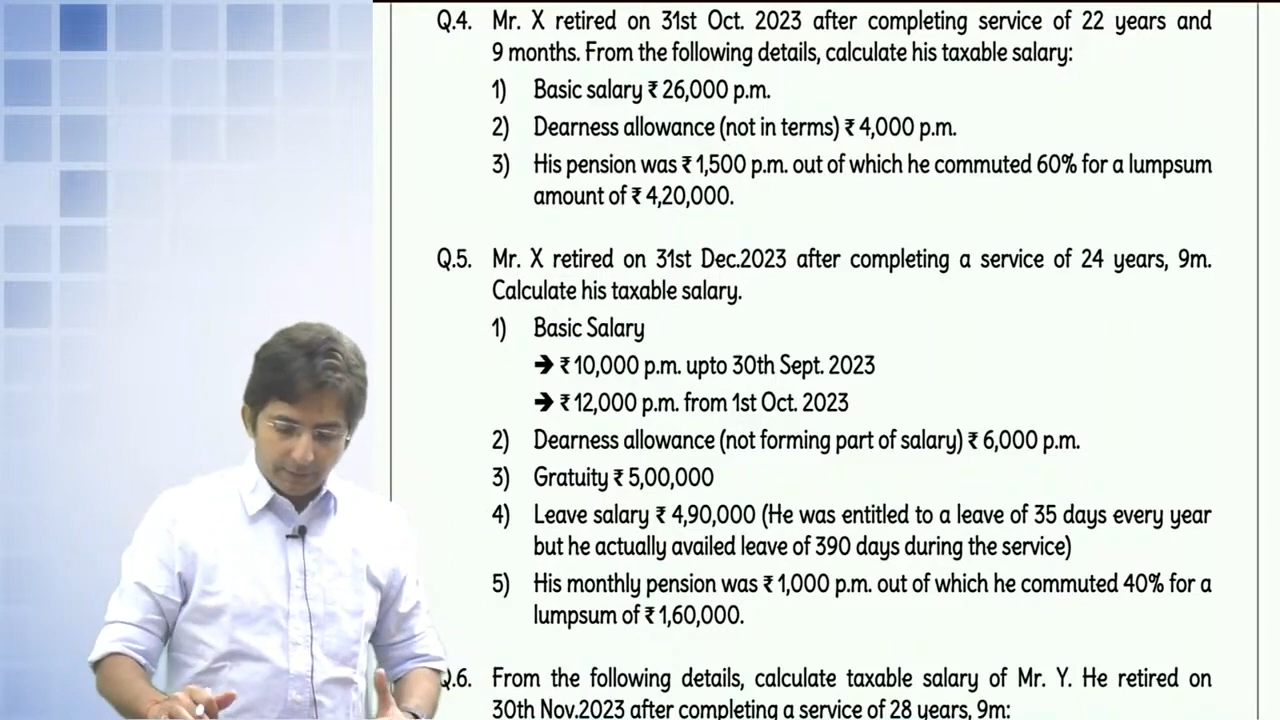 Q.4. Mr. X retired on 31st Oct. 2023 after completing service of 22 years and
9 months. From the following details, calculate his taxable salary:
1) Basic salary ₹ 26,000 p.m.
2) Dearness allowance (not in terms) ₹ 4,000 p.m.
3) His pension was ₹ 1,500 p.m. out of which he commuted 60% for a lumpsum
amount of ₹ 4,20,000.
Q.5. Mr. X retired on 31st Dec.2023 after completing a service of 24 years, 9m.
Calculate his taxable salary.
1) Basic Salary
➔ ₹ 10,000 p.m. upto 30th Sept. 2023
➔ ₹ 12,000 p.m. from 1st Oct. 2023
2) Dearness allowance (not forming part of salary) ₹ 6,000 p.m.
3) Gratuity ₹ 5,00,000
4) Leave salary ₹ 4,90,000 (He was entitled to a leave of 35 days every year
but he actually availed leave of 390 days during the service)
5) His monthly pension was ₹ 1,000 p.m. out of which he commuted 40% for a
lumpsum of ₹ 1,60,000.
Q.6. From the following details, calculate taxable salary of Mr. Y. He retired on
30th Nov.2023 after completing a service of 28 years, 9m: